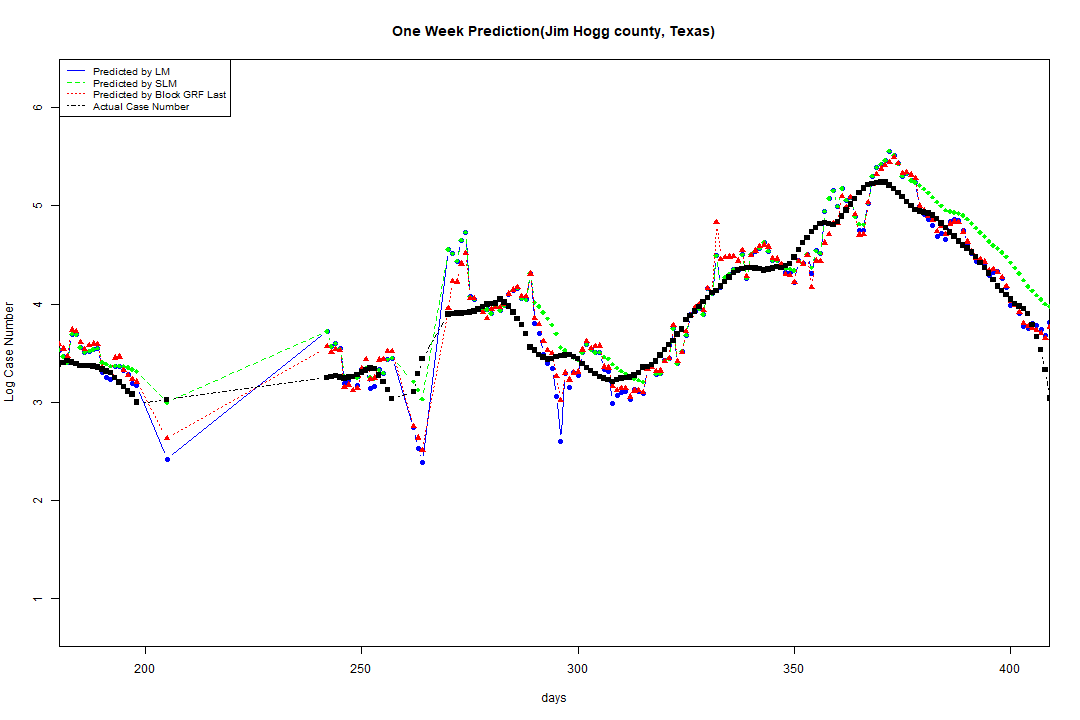 One Week Prediction(Jim Hogg county, Texas)
Predicted by LM
Predicted by SLM
Predicted by Block GRF Last
Actual Case Number
6
5
4
3
2
1
Log Case Number
200
250
300
350
400
days